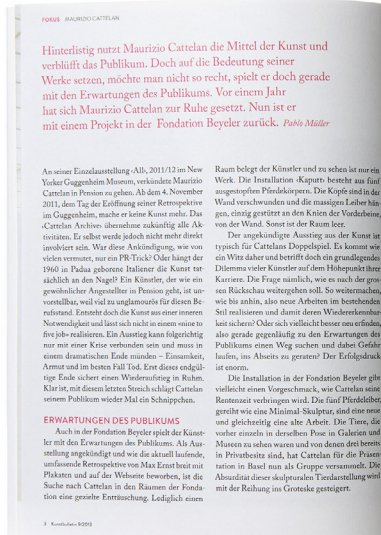 FOKUS MAURIZIO CATTELAN
Hinterlistig nutzt Maurizio Cattelan die Mittel der Kunst und
verblüfft das Publikum. Doch auf die Bedeutung seiner
Werke setzen, möchte man nicht so recht, spielt er doch gerade
mit den Erwartungen des Publikums. Vor einem Jahr
hat sich Maurizio Cattelan zur Ruhe gesetzt. Nun ist er
mit einem Projekt in der Fondation Beyeler zurück. Pablo Müller
An seiner Einzelausstellung ‹All›, 2011/12 im New
Yorker Guggenheim Museum, verkündete Maurizio
Cattelan in Pension zu gehen. Ab dem 4. November
2011, dem Tag der Eröffnung seiner Retrospektive
im Guggenheim, mache er keine Kunst mehr. Das
‹Cattelan Archive› übernehme zukünftig alle Ak-
tivitäten. Er selbst werde jedoch nicht mehr direkt
involviert sein. War diese Ankündigung, wie von
vielen vermutet, nur ein PR-Trick? Oder hängt der
1960 in Padua geborene Italiener die Kunst tat-
sächlich an den Nagel? Ein Künstler, der wie ein
gewöhnlicher Angestellter in Pension geht, ist un-
vorstellbar, weil viel zu unglamourös für diesen Be-
rufsstand. Entsteht doch die Kunst aus einer inneren
Notwendigkeit und lässt sich nicht in einem ‹nine to
five job› realisieren. Ein Ausstieg kann folgerichtig
nur mit einer Krise verbunden sein und muss in
einem dramatischen Ende münden – Einsamkeit,
Armut und im besten Fall Tod. Erst dieses endgül-
tige Ende sichert einen Wiederaufstieg in Ruhm.
Klar ist, mit diesem letzten Streich schlägt Cattelan
seinem Publikum wieder Mal ein Schnippchen.
ERWARTUNGEN DES PUBLIKUMS
Auch in der Fondation Beyeler spielt der Künst-
ler mit den Erwartungen des Publikums. Als Aus-
stellung angekündigt und wie die aktuell laufende,
umfassende Retrospektive von Max Ernst breit mit
Plakaten und auf der Webseite beworben, ist die
Suche nach Cattelan in den Räumen der Fonda-
tion eine gezielte Enttäuschung. Lediglich einen
Raum belegt der Künstler und zu sehen ist nur ein
Werk. Die Installation ‹Kaputt› besteht aus fünf
ausgestopften Pferdekörpern. Die Köpfe sind in der
Wand verschwunden und die massigen Leiber hän-
gen, einzig gestützt an den Knien der Vorderbeine,
von der Wand. Sonst ist der Raum leer.
Der angekündigte Ausstieg aus der Kunst ist
typisch für Cattelans Doppelspiel. Es kommt wie
ein Witz daher und betrifft doch ein grundlegendes
Dilemma vieler Künstler auf dem Höhepunkt ihrer
Karriere. Die Frage nämlich, wie es nach der gros-
sen Rückschau weitergehen soll. So weitermachen,
wie bis anhin, also neue Arbeiten im bestehenden
Stil realisieren und damit deren Wiedererkennbar-
keit sichern? Oder sich vielleicht besser neu erfinden,
also gerade gegenläufig zu den Erwartungen des
Publikums einen Weg suchen und dabei Gefahr
laufen, ins Abseits zu geraten? Der Erfolgsdruck
ist enorm.
Die Installation in der Fondation Beyeler gibt
vielleicht einen Vorgeschmack, wie Cattelan seine
Rentenzeit verbringen wird. Die fünf Pferdeleiber,
gereiht wie eine Minimal-Skulptur, sind eine neue
und gleichzeitig eine alte Arbeit. Die Tiere, die
vorher einzeln in derselben Pose in Galerien und
Museen zu sehen waren und von denen drei bereits
in Privatbesitz sind, hat Cattelan für die Präsen-
tation in Basel nun als Gruppe versammelt. Die
Absurdität dieser skulpturalen Tierdarstellung wird
mit der Reihung ins Groteske gesteigert.
Kunstbulletin 9/2013